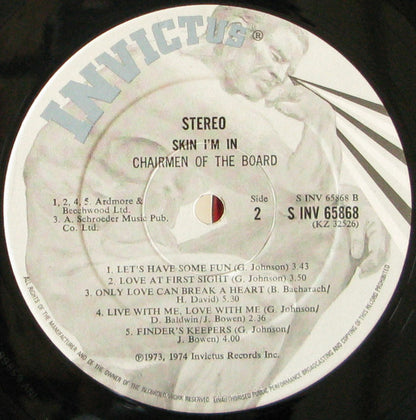 INVICTUS®
STEREO
SKIN I'M IN
CHAIRMEN OF THE BOARD
1, 2, 4, 5. Ardmore &
Beechwood Ltd.
3. A. Schroeder Music Pub.
Co. Ltd.
Side
2
S INV 65868 B
S INV 65868
(KZ 32526)
1. LET'S HAVE SOME FUN (G. Johnson) 3.43
2. LOVE AT FIRST SIGHT (G. Johnson) 3.50
3. ONLY LOVE CAN BREAK A HEART (B. Bacharach/
H. David) 5.30
4. LIVE WITH ME, LOVE WITH ME (G. Johnson/
D. Baldwin/J. Bowen) 2.36
5. FINDER'S KEEPERS (G. Johnson/
J. Bowen) 4.00
℗1973, 1974 Invictus Records Inc.
ALL RIGHTS OF THE MANUFACTURER AND OF THE OWNER OF THE RECORDED WORK RESERVED UNAUTHORISED PUBLIC PERFORMANCE BROADCASTING AND COPYING OF THIS RECORD PROHIBITED